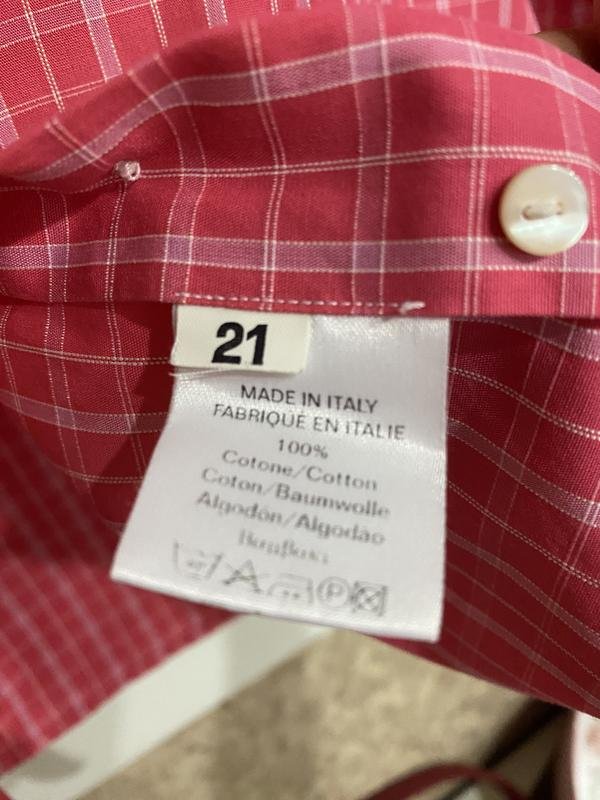 21
MADE IN ITALY
FABRIQUÉ EN ITALIE
100%
Cotone/Cotton
Coton/Baumwolle
Algodón/Algodão